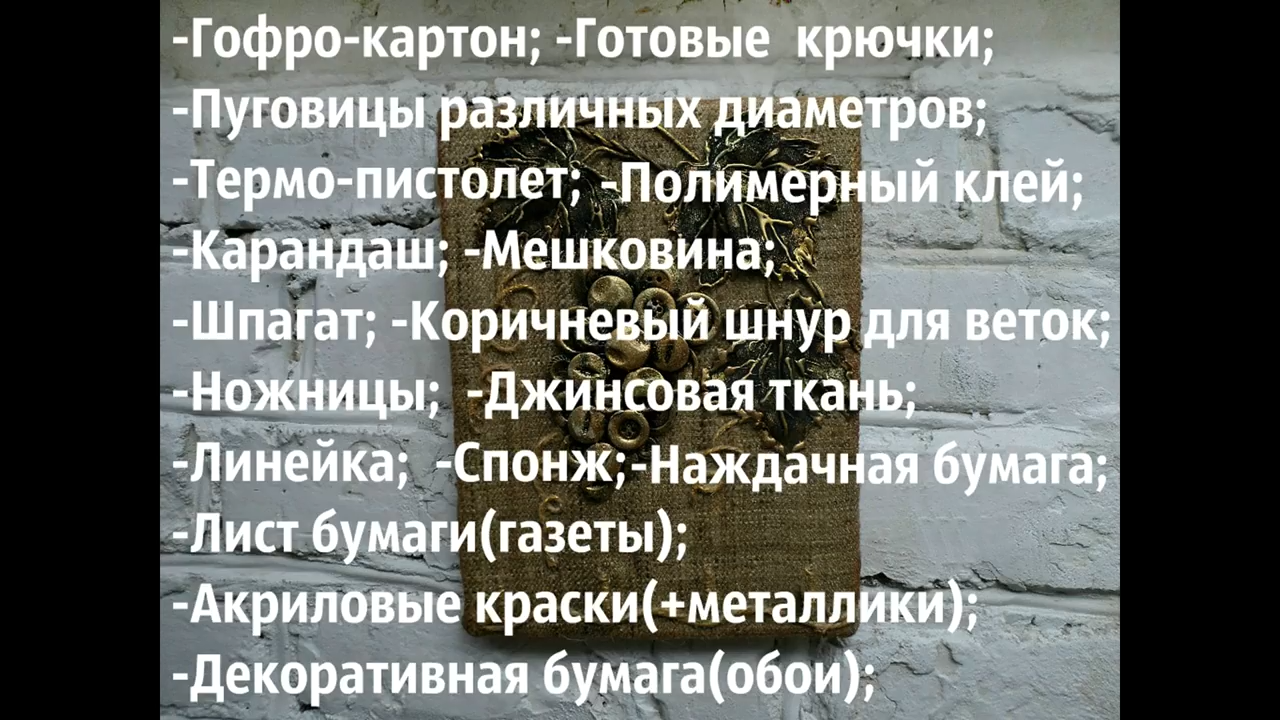 -Гофро-картон; -Готовые крючки;
-Пуговицы различных диаметров;
-Термо-пистолет; -Полимерный клей;
-Карандаш; -Мешковина;
-Шпагат; -Коричневый шнур для веток;
-Ножницы; -Джинсовая ткань;
-Линейка; -Спонж;-Наждачная бумага;
-Лист бумаги(газеты);
-Акриловые краски(+металлики);
-Декоративная бумага(обои);